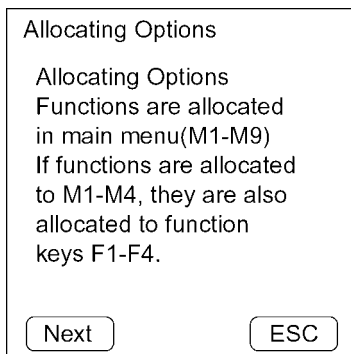 Allocating Options
Allocating Options
Functions are allocated
in main menu(M1-M9)
If functions are allocated
to M1-M4, they are also
allocated to function
keys F1-F4.
Next ESC